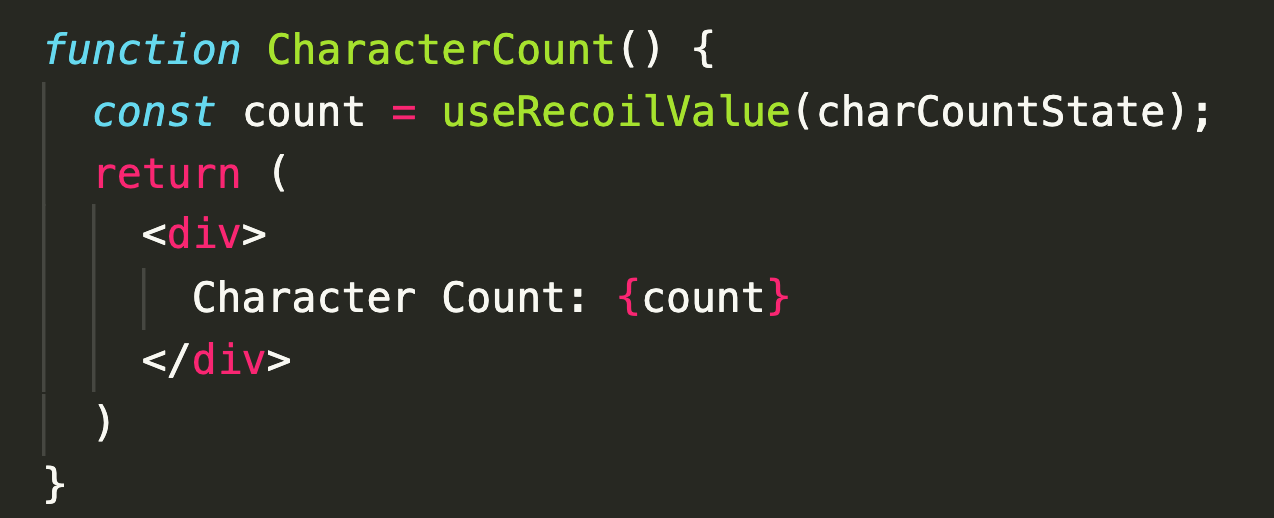 function CharacterCount() {
  const count = useRecoilValue(charCountState);
  return (
    <div>
      Character Count: {count}
    </div>
  )
}